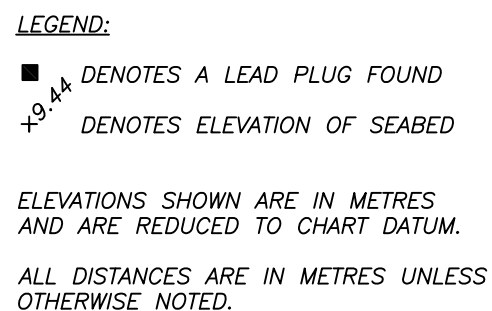 LEGEND:
■ DENOTES A LEAD PLUG FOUND
+9.44 DENOTES ELEVATION OF SEABED
ELEVATIONS SHOWN ARE IN METRES
AND ARE REDUCED TO CHART DATUM.
ALL DISTANCES ARE IN METRES UNLESS
OTHERWISE NOTED.